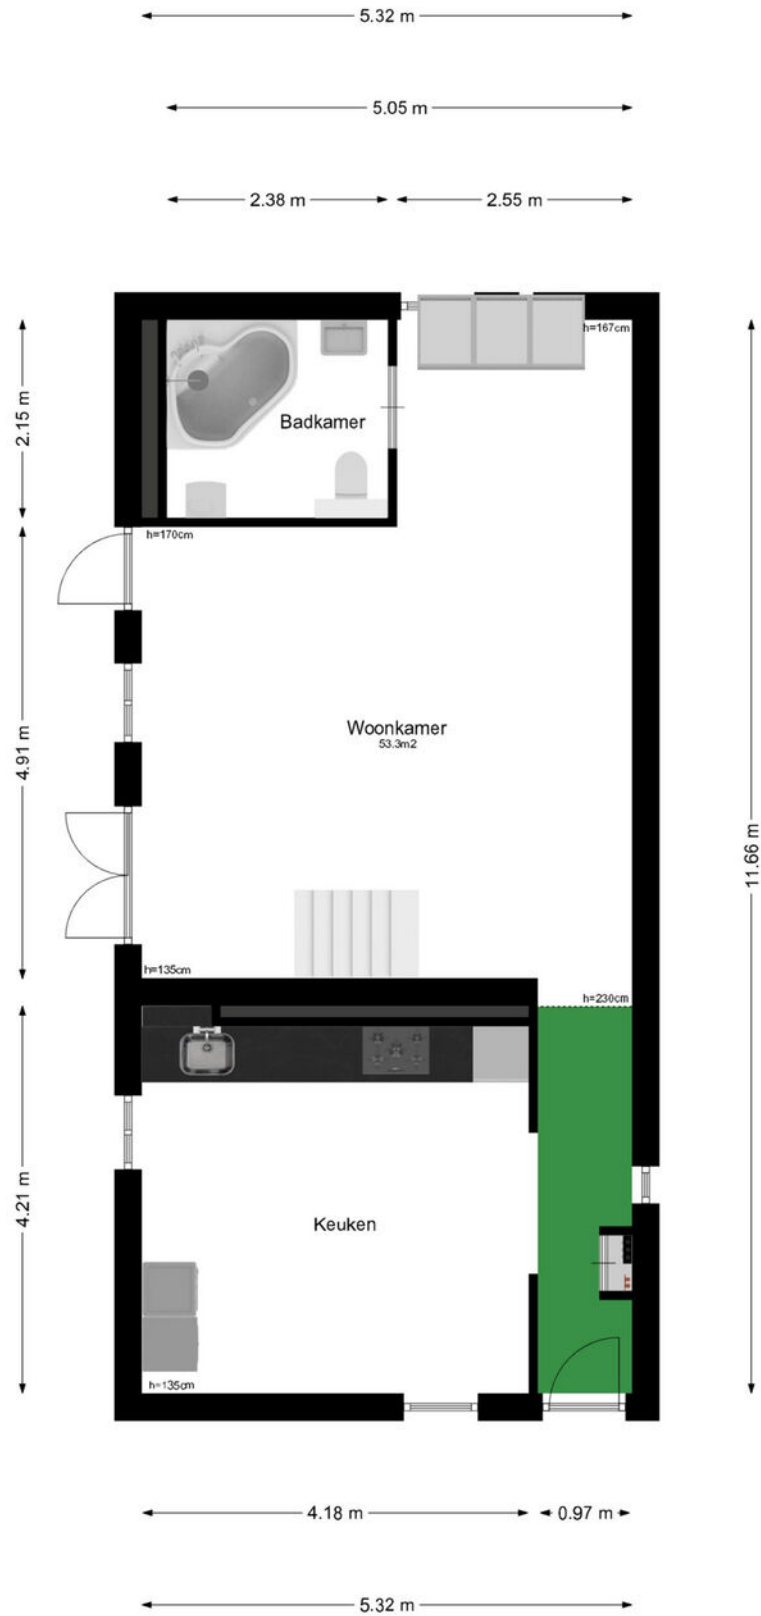 5.32 m
5.05 m
2.38 m
2.55 m
h=167cm
2.15 m
Badkamer
h=170cm
4.91 m
Woonkamer
53.3m2
11.66 m
h=135cm
h=230cm
4.21 m
Keuken
h=135cm
4.18 m
0.97 m
5.32 m